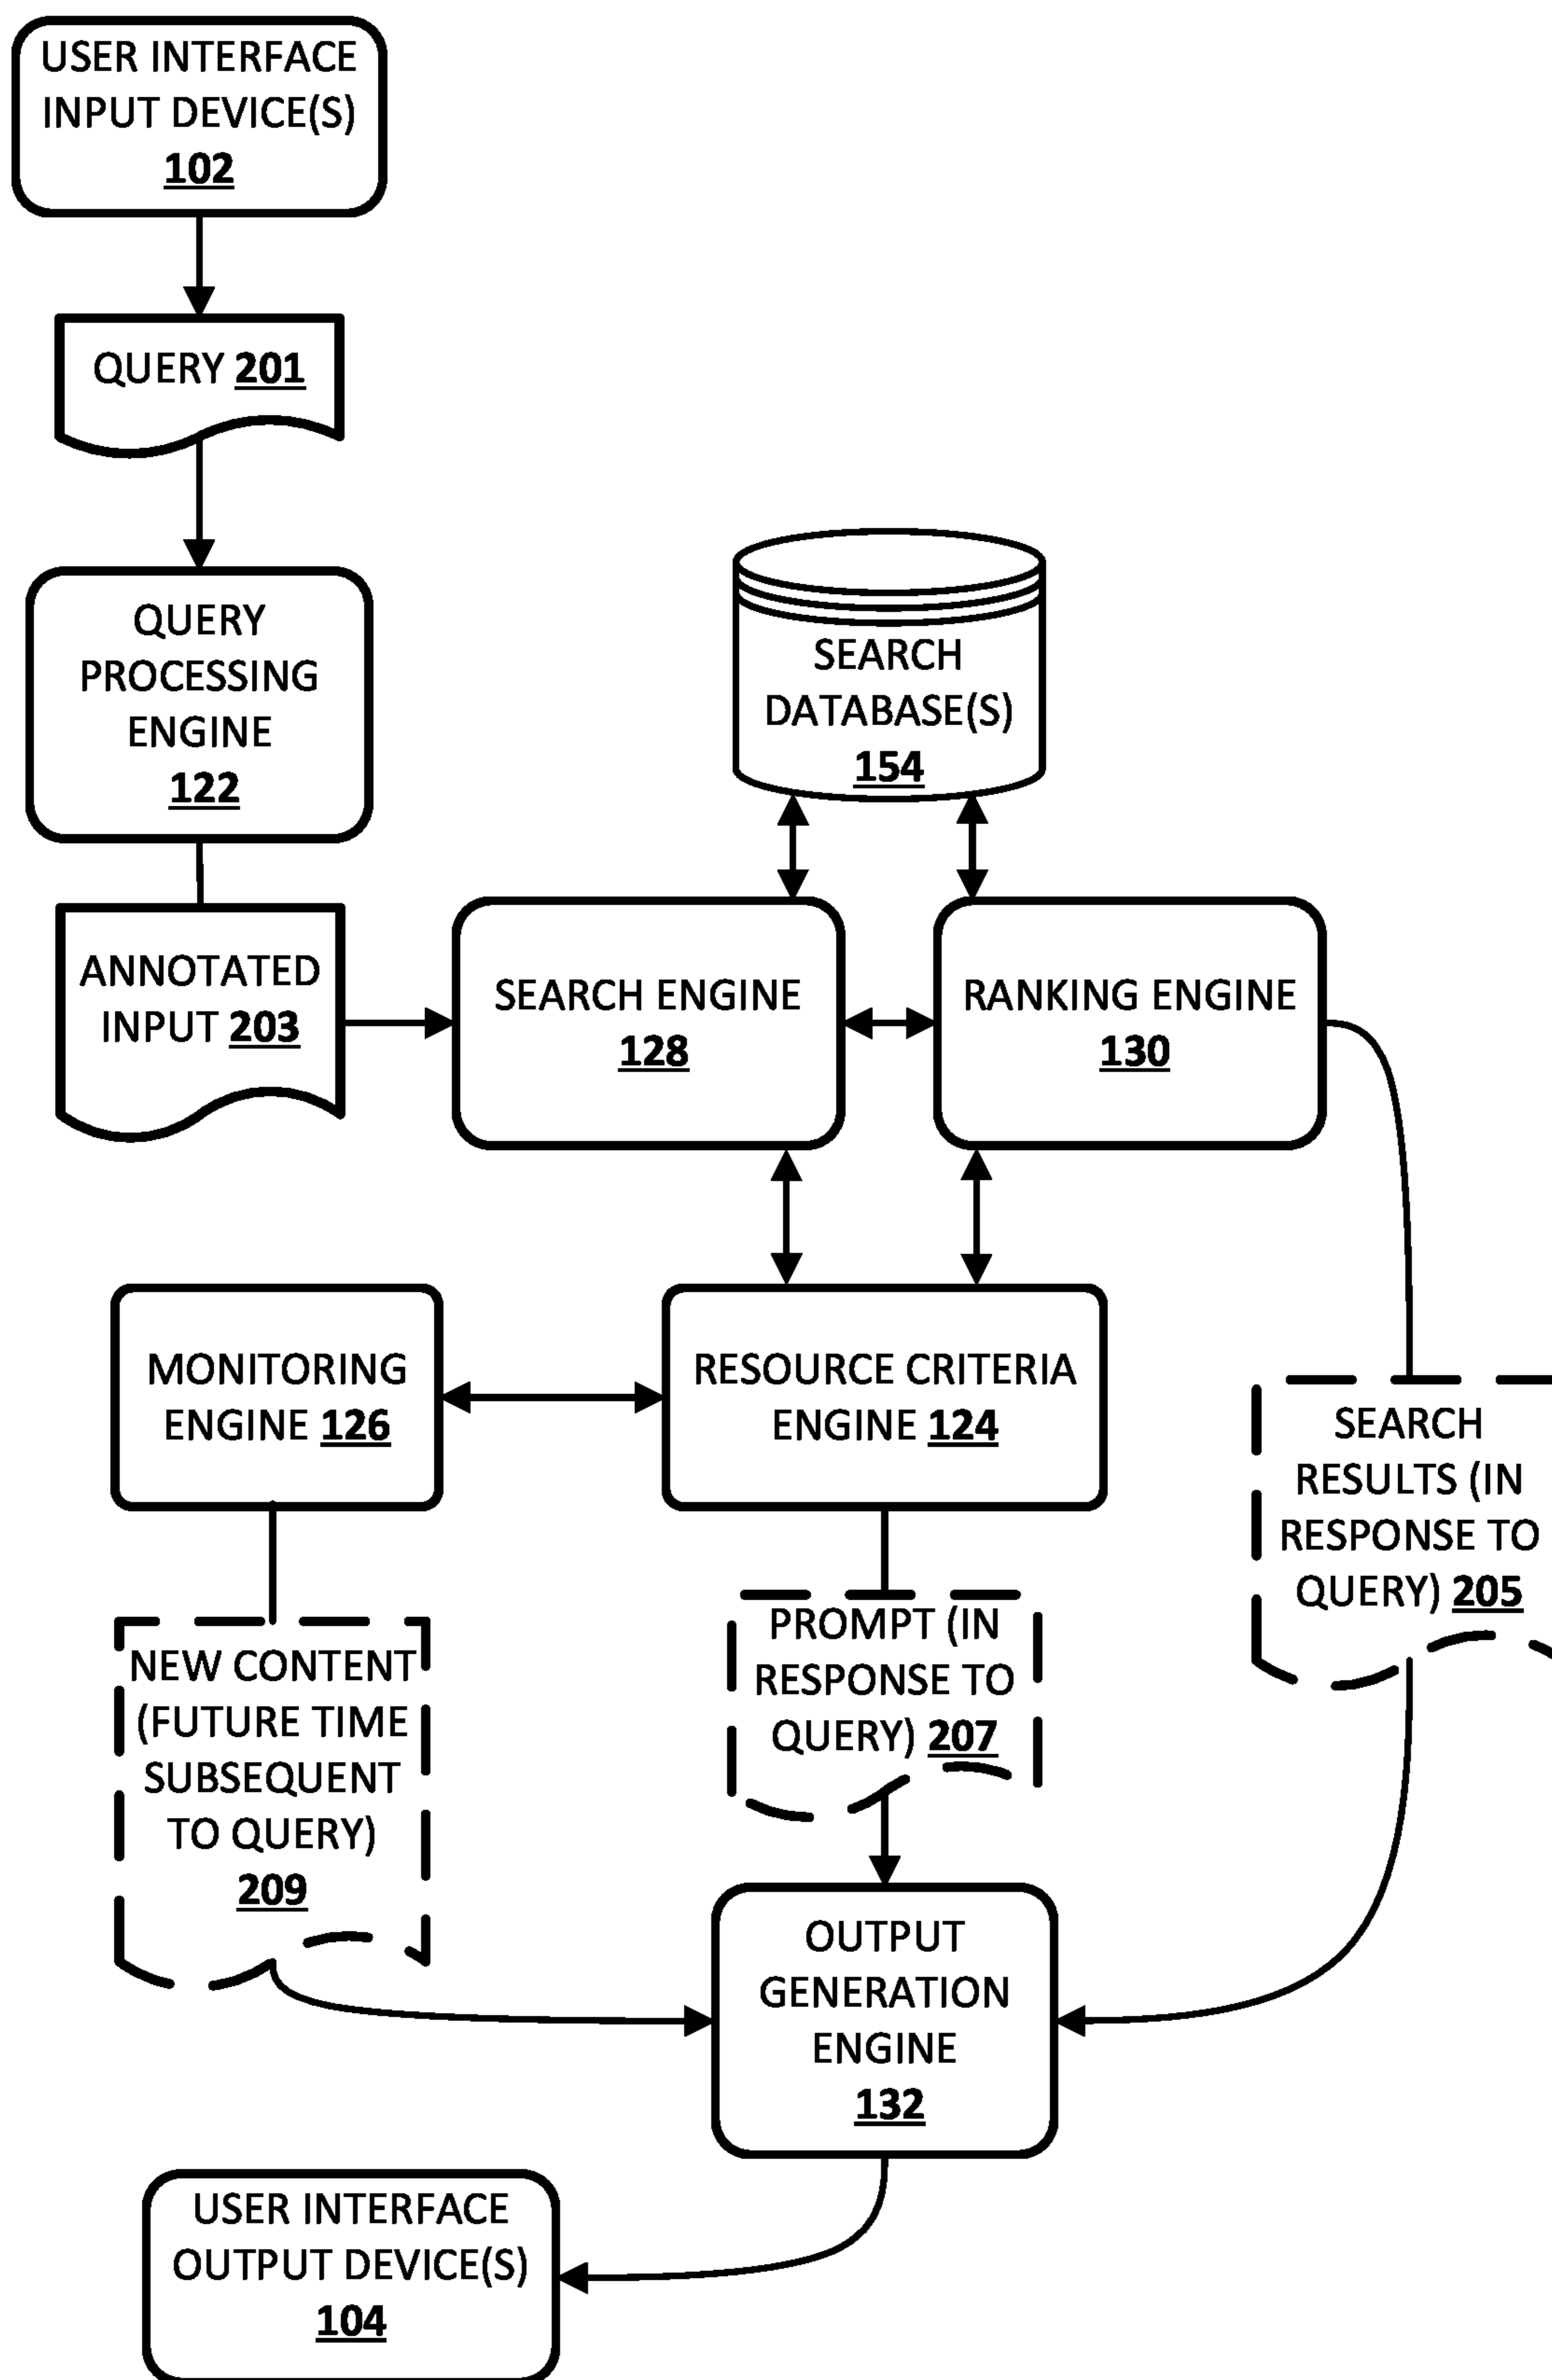 USER INTERFACE
INPUT DEVICE(S)
102
QUERY 201
QUERY
PROCESSING
ENGINE
122
SEARCH
DATABASE(S)
154
ANNOTATED
INPUT 203
SEARCH ENGINE
128
RANKING ENGINE
130
MONITORING
ENGINE 126
RESOURCE CRITERIA
ENGINE 124
SEARCH
RESULTS (IN
RESPONSE TO
QUERY) 205
NEW CONTENT
(FUTURE TIME
SUBSEQUENT
TO QUERY)
209
PROMPT (IN
RESPONSE TO
QUERY) 207
OUTPUT
GENERATION
ENGINE
132
USER INTERFACE
OUTPUT DEVICE(S)
104